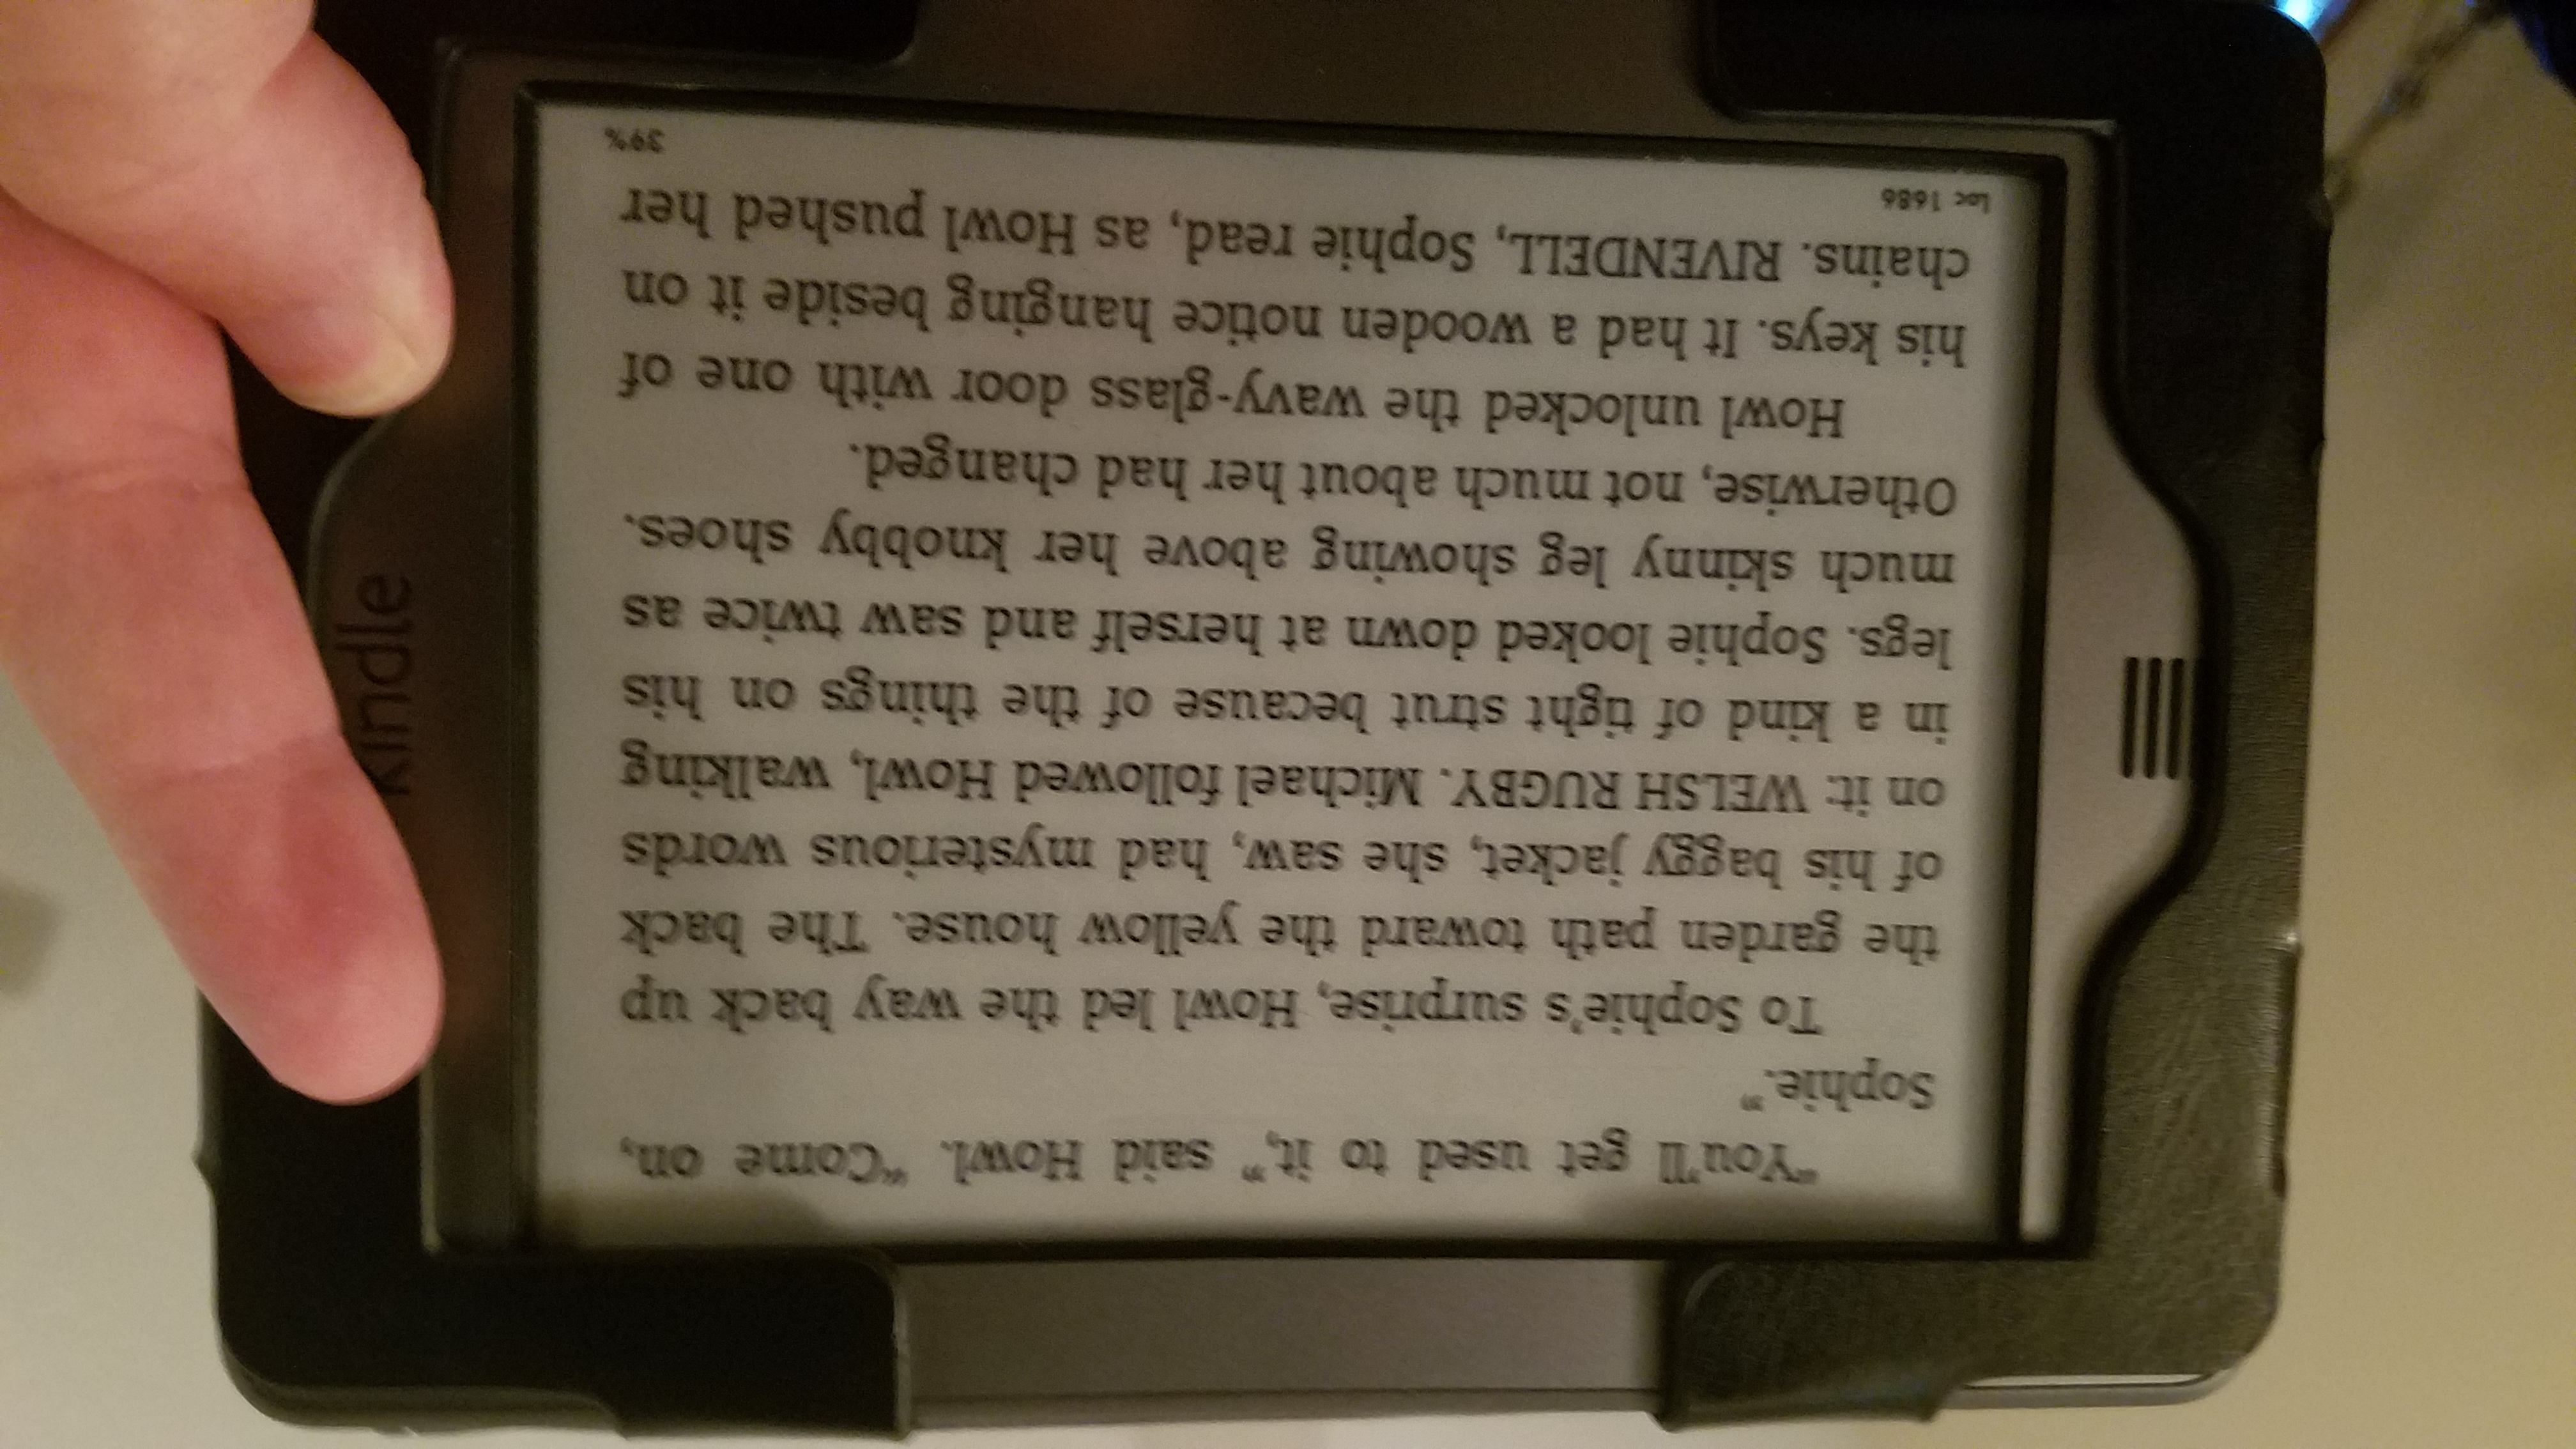 "You'll get used to it," said Howl. "Come on,
Sophie."
To Sophie's surprise, Howl led the way back up
the garden path toward the yellow house. The back
of his baggy jacket, she saw, had mysterious words
on it: WELSH RUGBY. Michael followed Howl, walking
in a kind of tight strut because of the things on his
legs. Sophie looked down at herself and saw twice as
much skinny leg showing above her knobby shoes.
Otherwise, not much about her had changed.
Howl unlocked the wavy-glass door with one of
his keys. It had a wooden notice hanging beside it on
chains. RIVENDELL, Sophie read, as Howl pushed her
Loc 1686 39%
kindle